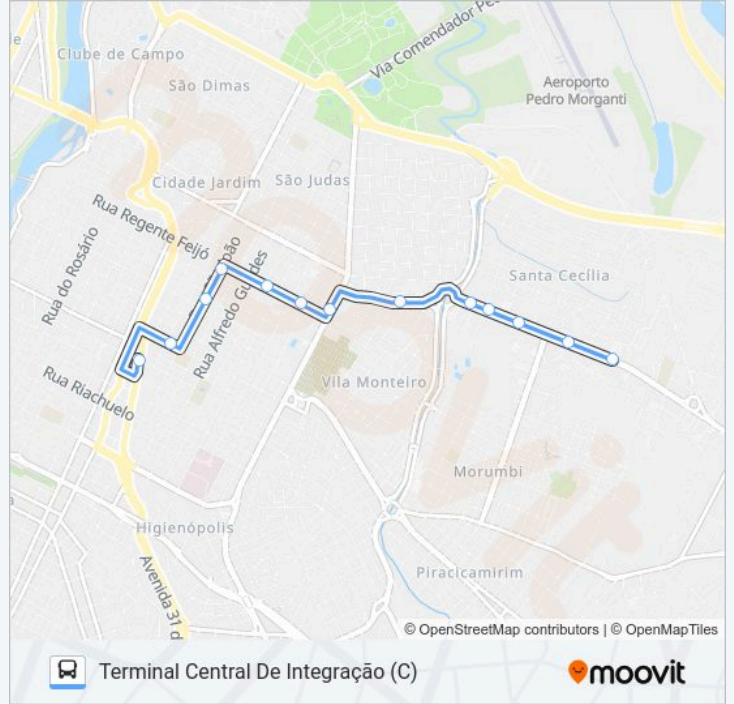 Clube de Campo
Via Comendador Pe
São Dimas
Aeroporto
Pedro Morganti
Cidade Jardim
São Judas
Rua Regente Feijó
Rua do Rosário
Santa Cecília
Rua Alfredo Guedes
Rua Riachuelo
Vila Monteiro
Morumbi
Higienópolis
Avenida 31 d
Piracicamirim
© OpenStreetMap contributors | © OpenMapTiles
Terminal Central De Integração (C)
moovit